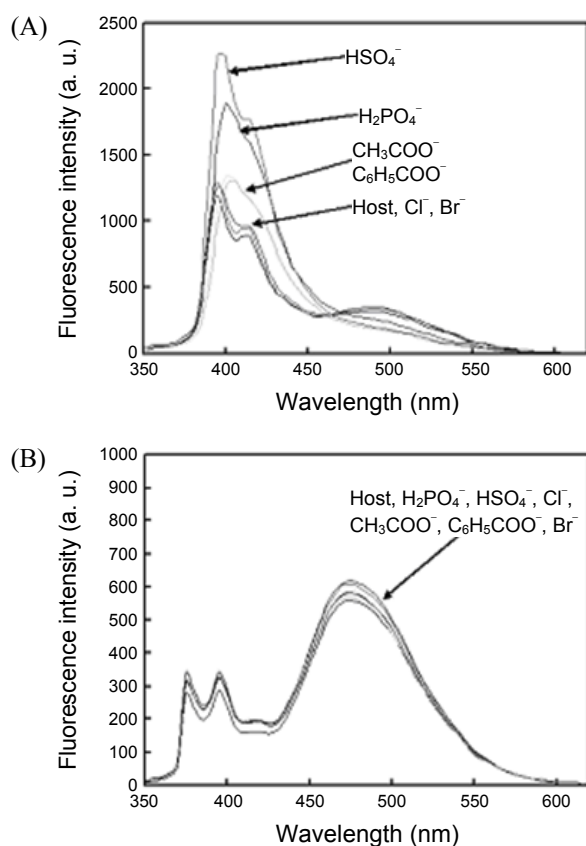 (A)
Fluorescence intensity (a. u.)
2500
2000
1500
1000
500
0
HSO₄⁻
H₂PO₄⁻
CH₃COO⁻
C₆H₅COO⁻
Host, Cl⁻, Br⁻
350 400 450 500 550 600
Wavelength (nm)
(B)
Fluorescence intensity (a. u.)
1000
900
800
700
600
500
400
300
200
100
0
Host, H₂PO₄⁻, HSO₄⁻, Cl⁻,
CH₃COO⁻, C₆H₅COO⁻, Br⁻
350 400 450 500 550 600
Wavelength (nm)